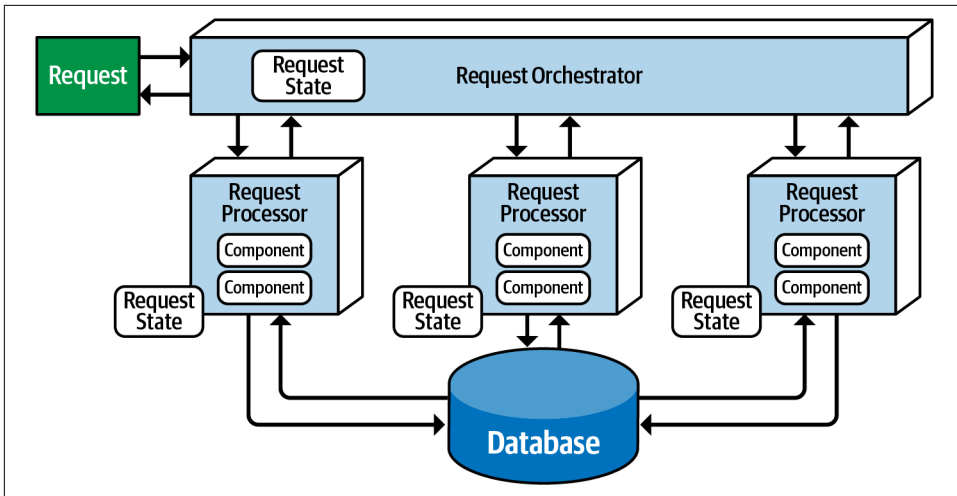 Request
Request
State
Request Orchestrator
Request
Processor
Component
Component
Request
State
Request
Processor
Component
Component
Request
State
Request
Processor
Component
Component
Request
State
Database